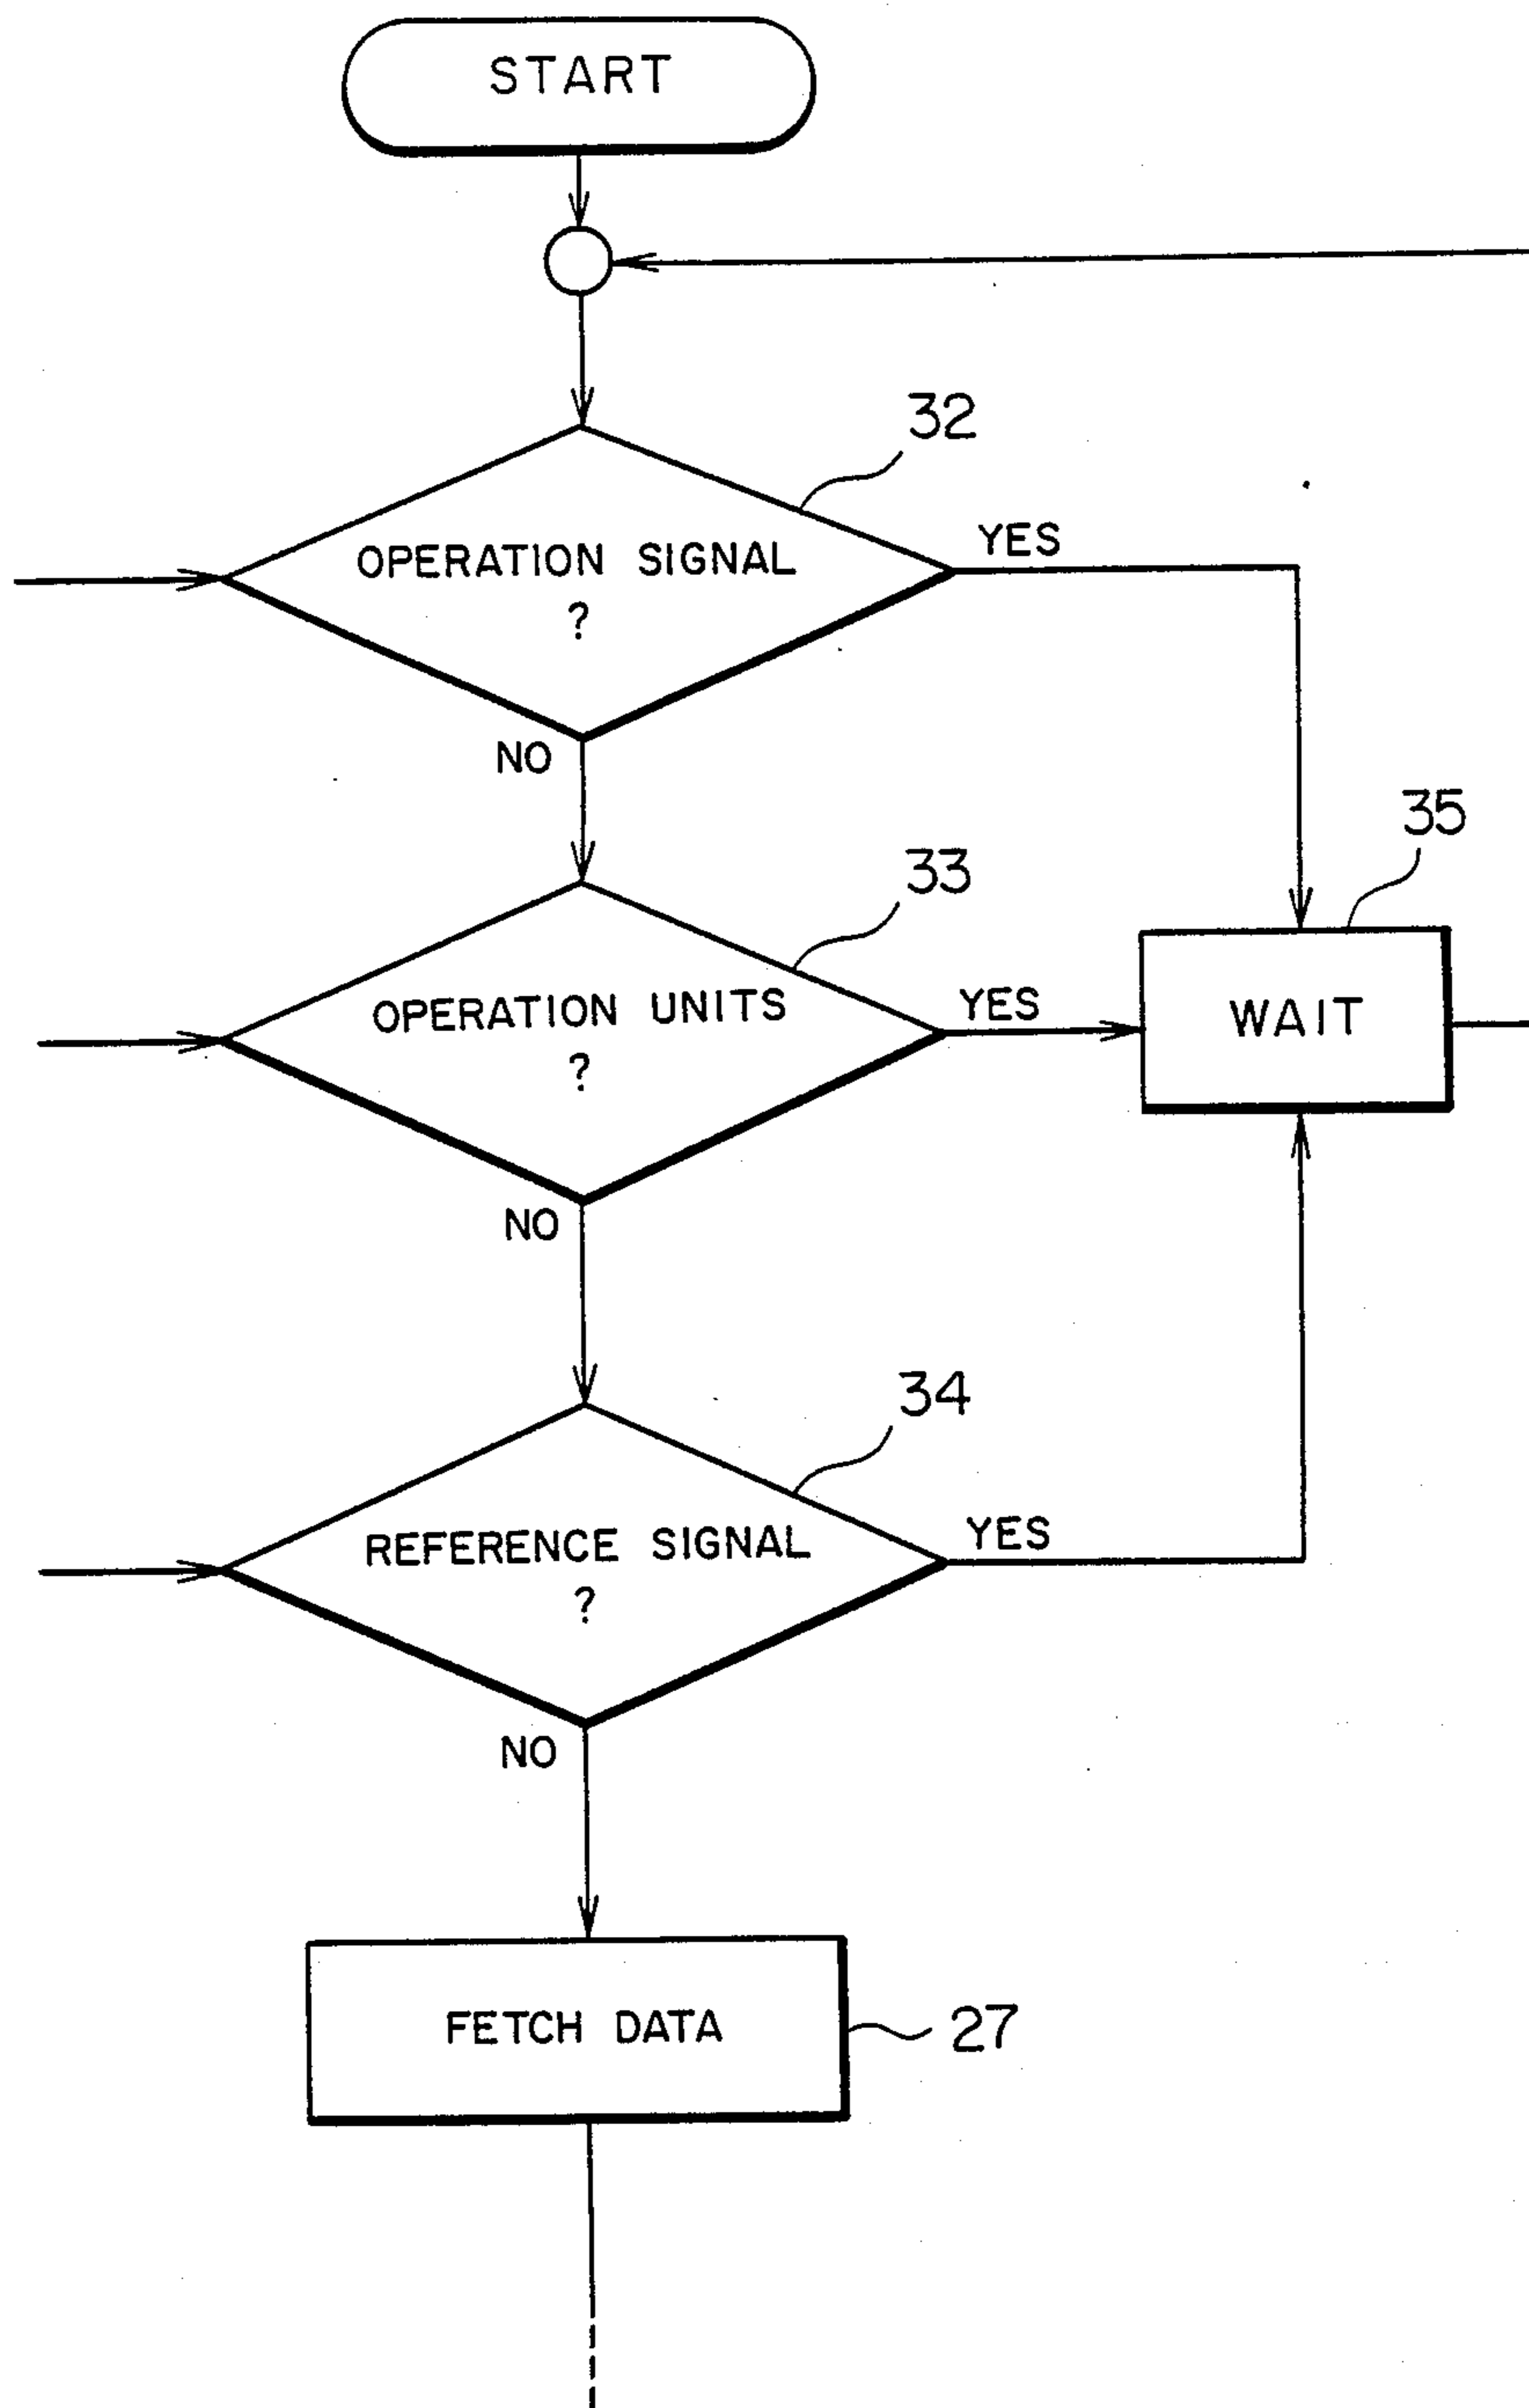 START
32
OPERATION SIGNAL
?
YES
NO
33
35
OPERATION UNITS
?
YES
WAIT
NO
34
REFERENCE SIGNAL
?
YES
NO
FETCH DATA
27